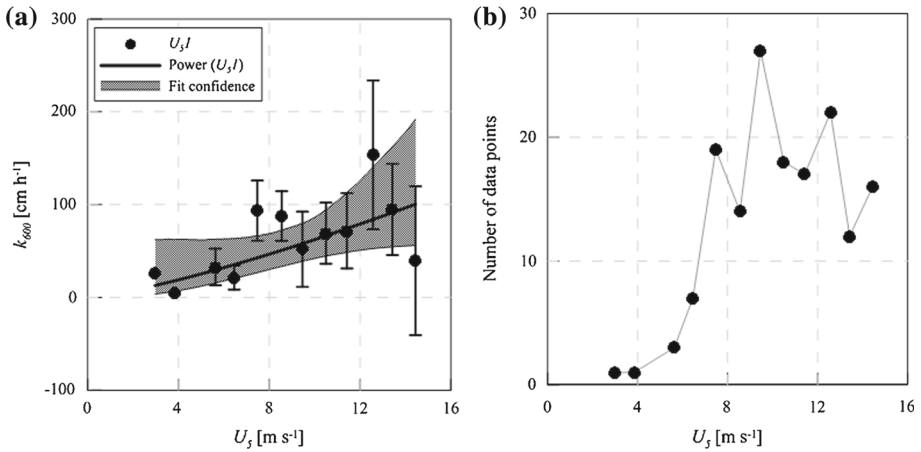 (a)
300
200
100
0
-100
k600 [cm h-1]
U5I
Power (U5I)
Fit confidence
0 4 8 12 16
U5 [m s-1]
(b)
30
20
10
0
Number of data points
0 4 8 12 16
U5 [m s-1]